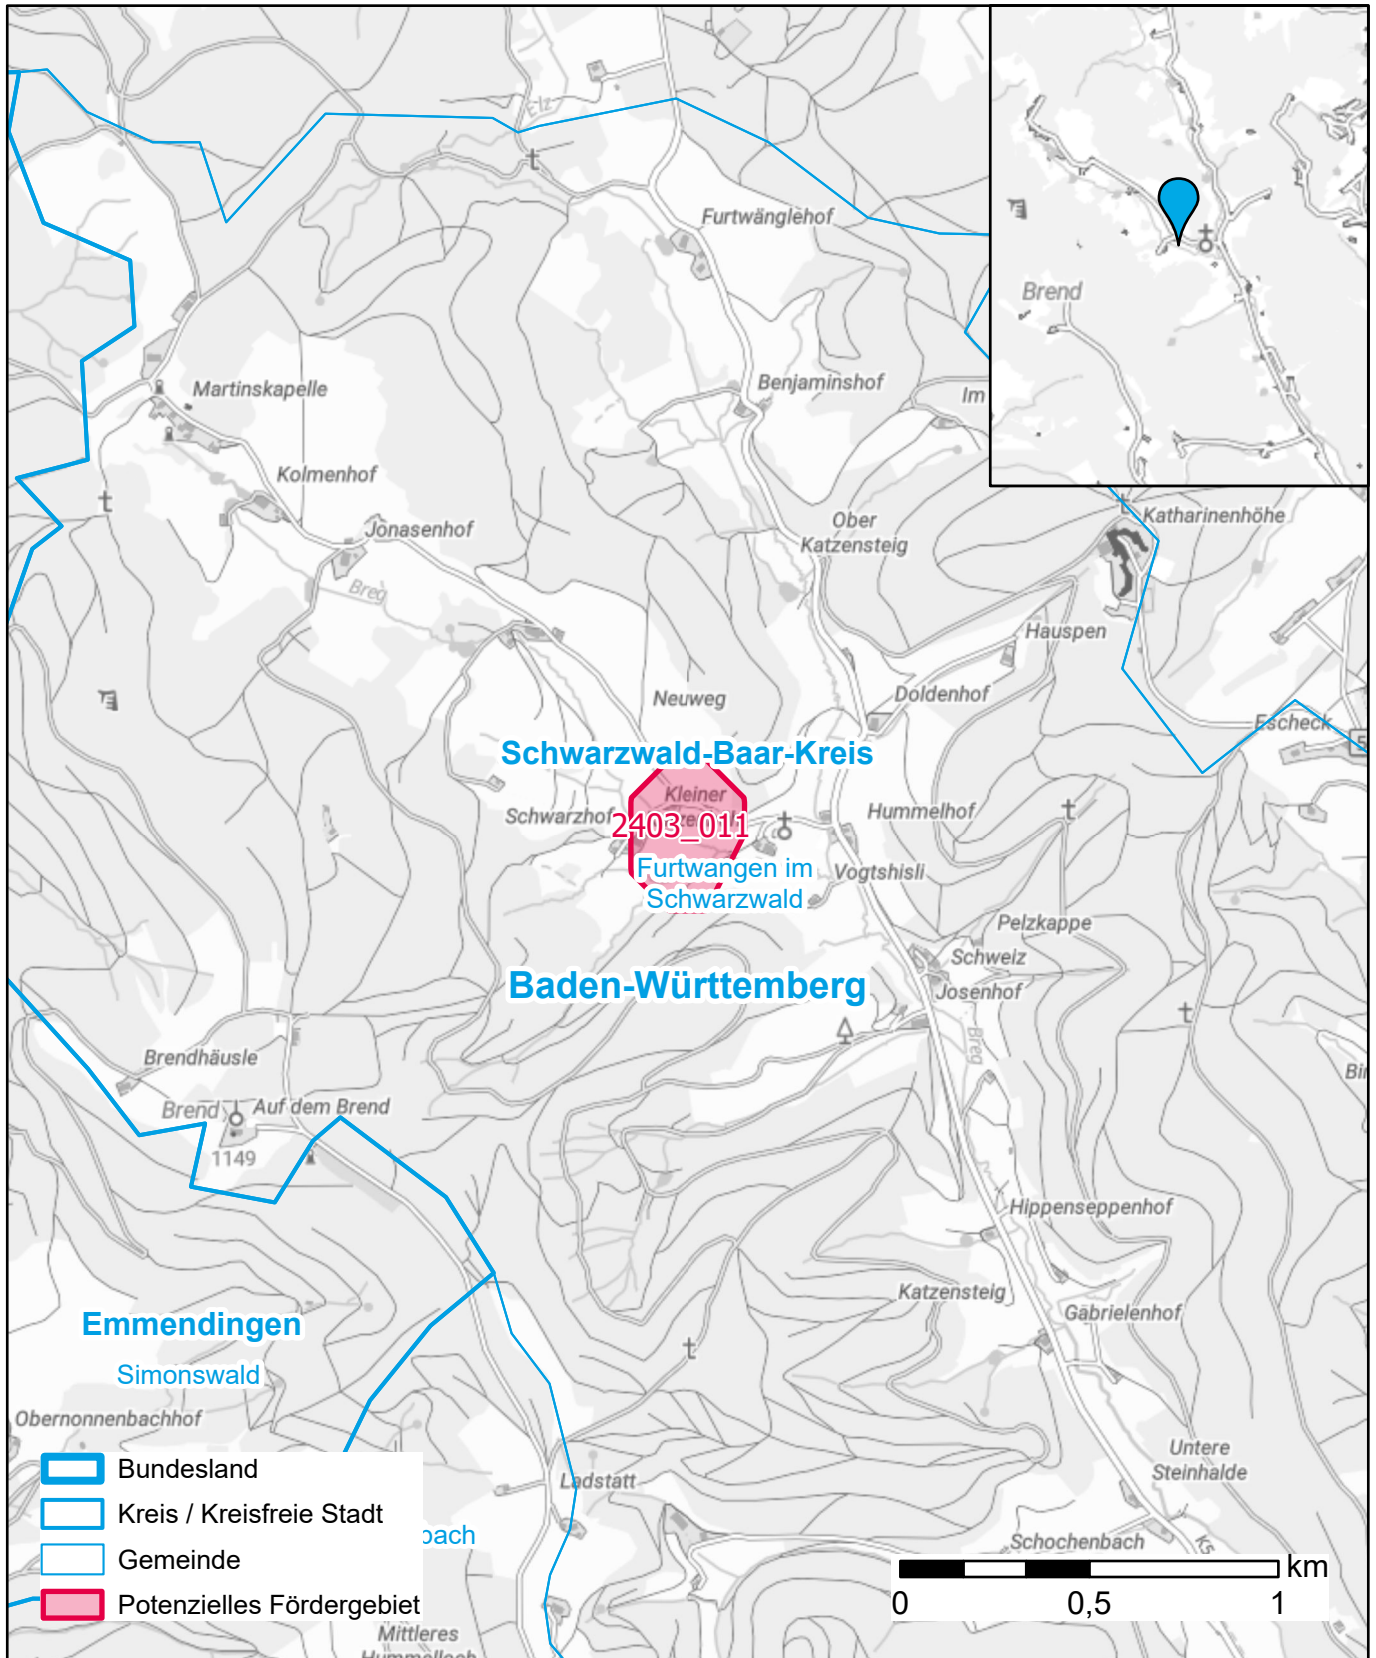 Elz
Furtwänglehof
Brend
Martinskapelle
Benjaminshof
Im
Kolmenhof
Jonasenhof
Ober
Katzensteig
Katharinenhöhe
Breg
Hauspen
Neuweg
Doldenhof
Escheck
5
Schwarzwald-Baar-Kreis
Kleiner
Schwarzhof
2403_011
Hummelhof
Furtwangen im
Schwarzwald
Vogtshisli
Pelzkappe
Schweiz
Baden-Württemberg
Josenhof
Breg
Brendhäusle
Brend
Auf dem Brend
1149
Hippenseppenhof
Katzensteig
Gabrielenhof
Emmendingen
Simonswald
Obernonnenbachhof
Untere
Steinhalde
Ladstatt
Bundesland
Kreis / Kreisfreie Stadt
bach
Schochenbach
Gemeinde
km
Potenzielles Fördergebiet
0 0,5 1
Mittleres